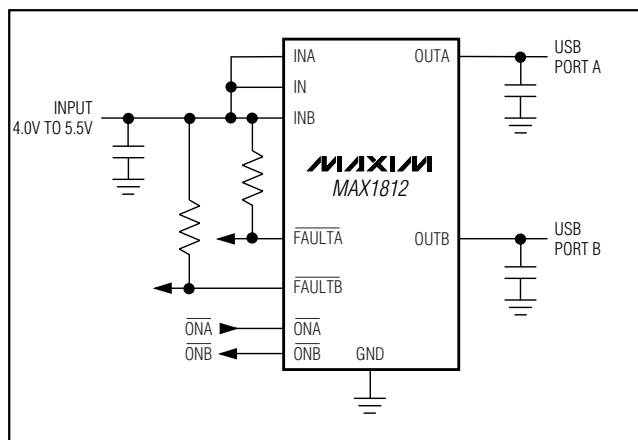 INA
OUTA
USB
PORT A
IN
INPUT
4.0V TO 5.5V
INB
MAXIM
MAX1812
FAULTA
OUTB
USB
PORT B
FAULTB
ONA
ONA
ONB
ONB
GND